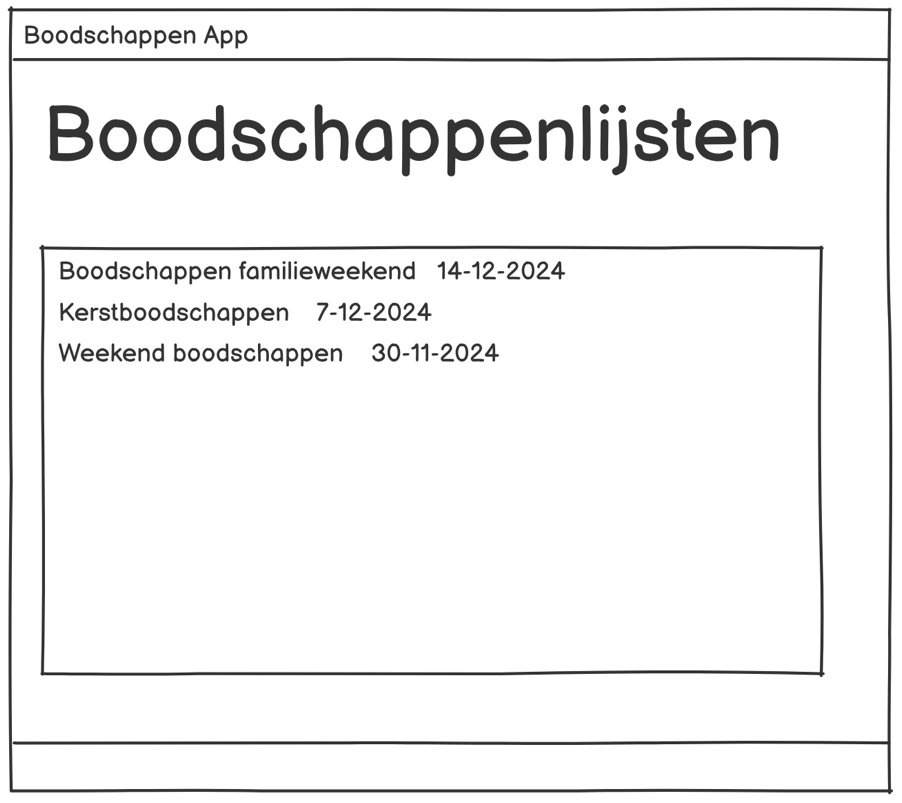 Boodschappen App
Boodschappenlijsten
Boodschappen familieweekend 14-12-2024
Kerstboodschappen 7-12-2024
Weekend boodschappen 30-11-2024